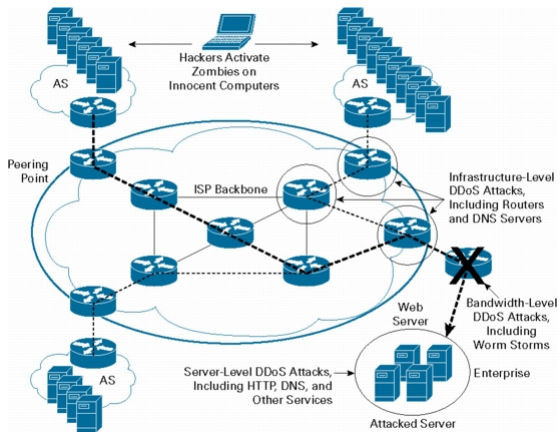 AS
Hackers Activate
Zombies on
Innocent Computers
AS
Peering
Point
ISP Backbone
Infrastructure-Level
DDoS Attacks,
Including Routers
and DNS Servers
X
Bandwidth-Level
DDoS Attacks,
Including
Worm Storms
Web
Server
AS
Server-Level DDoS Attacks,
Including HTTP, DNS, and
Other Services
Enterprise
Attacked Server